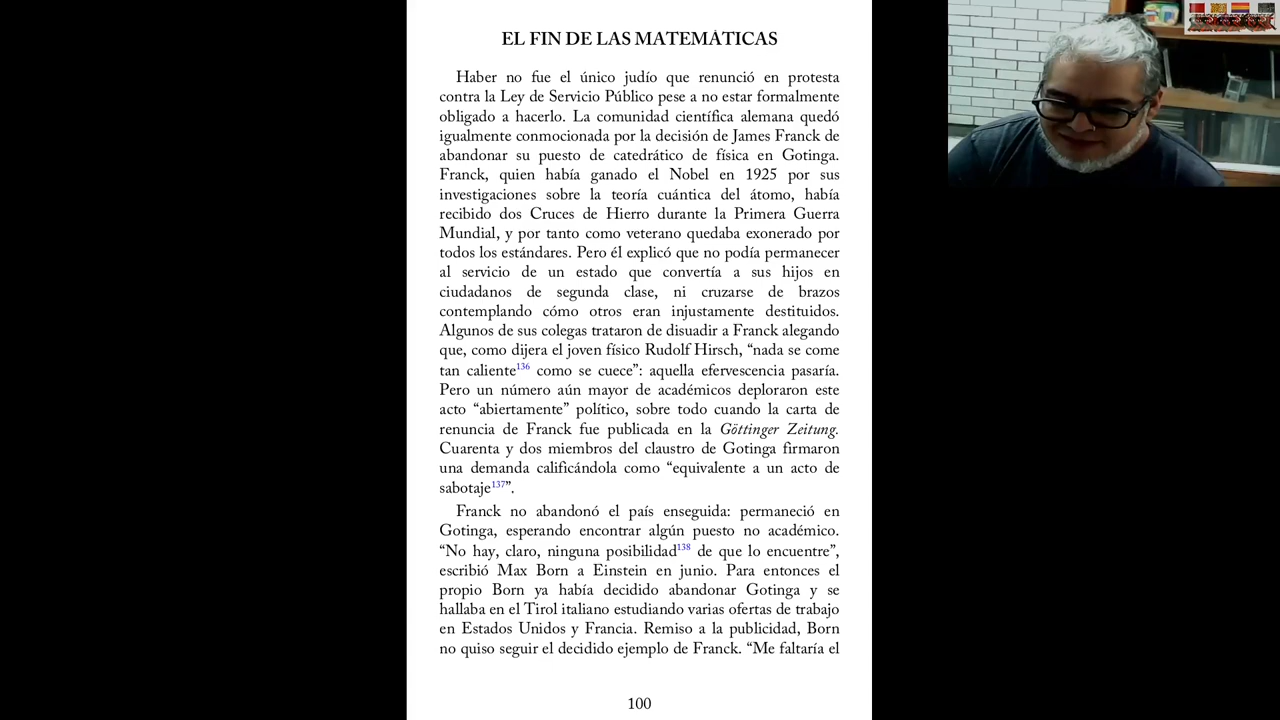 EL FIN DE LAS MATEMÁTICAS
Haber no fue el único judío que renunció en protesta
contra la Ley de Servicio Público pese a no estar formalmente
obligado a hacerlo. La comunidad científica alemana quedó
igualmente conmocionada por la decisión de James Franck de
abandonar su puesto de catedrático de física en Gotinga.
Franck, quien había ganado el Nobel en 1925 por sus
investigaciones sobre la teoría cuántica del átomo, había
recibido dos Cruces de Hierro durante la Primera Guerra
Mundial, y por tanto como veterano quedaba exonerado por
todos los estándares. Pero él explicó que no podía permanecer
al servicio de un estado que convertía a sus hijos en
ciudadanos de segunda clase, ni cruzarse de brazos
contemplando cómo otros eran injustamente destituidos.
Algunos de sus colegas trataron de disuadir a Franck alegando
que, como dijera el joven físico Rudolf Hirsch, “nada se come
tan caliente136 como se cuece”: aquella efervescencia pasaría.
Pero un número aún mayor de académicos deploraron este
acto “abiertamente” político, sobre todo cuando la carta de
renuncia de Franck fue publicada en la Göttinger Zeitung.
Cuarenta y dos miembros del claustro de Gotinga firmaron
una demanda calificándola como “equivalente a un acto de
sabotaje137”.
Franck no abandonó el país enseguida: permaneció en
Gotinga, esperando encontrar algún puesto no académico.
“No hay, claro, ninguna posibilidad138 de que lo encuentre”,
escribió Max Born a Einstein en junio. Para entonces el
propio Born ya había decidido abandonar Gotinga y se
hallaba en el Tirol italiano estudiando varias ofertas de trabajo
en Estados Unidos y Francia. Remiso a la publicidad, Born
no quiso seguir el decidido ejemplo de Franck. “Me faltaría el
100